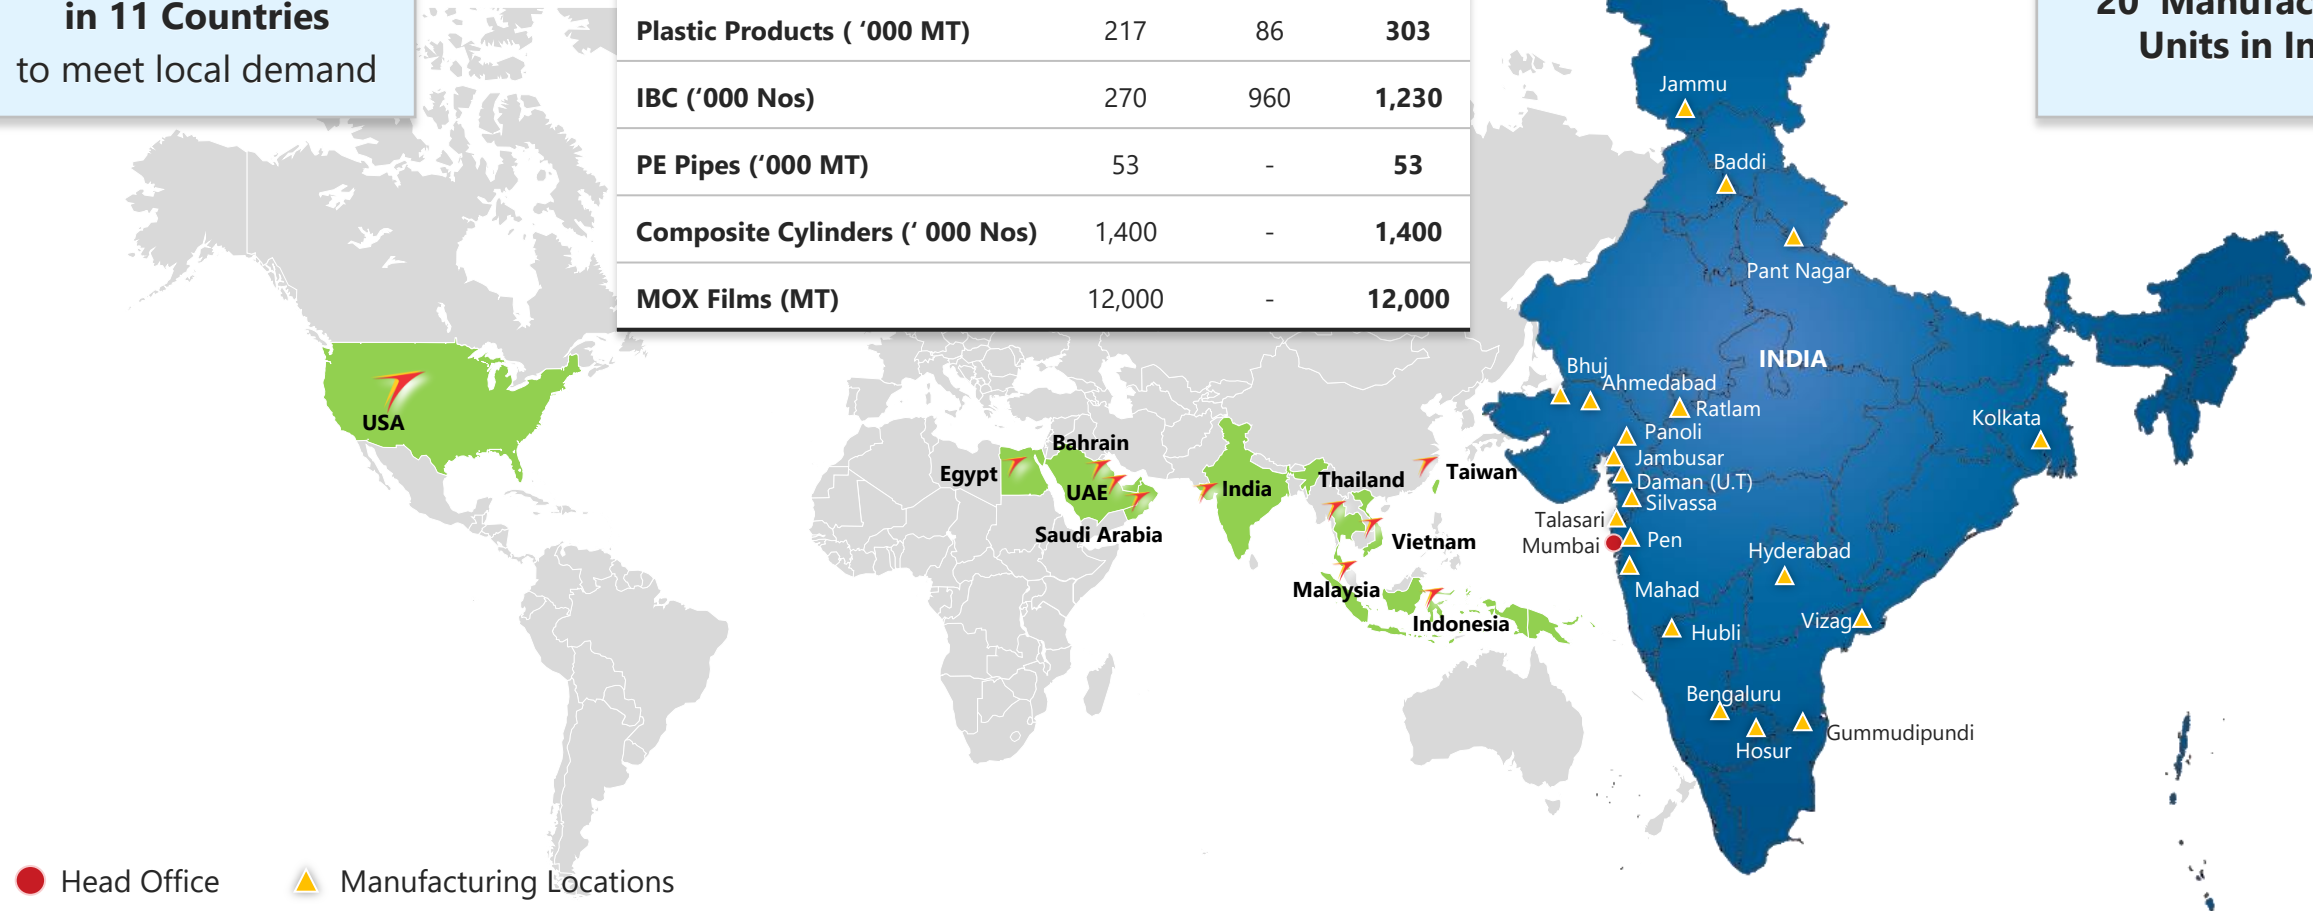 in 11 Countries
to meet local demand
Plastic Products ( ‘000 MT) 217 86 303
IBC (‘000 Nos) 270 960 1,230
PE Pipes (‘000 MT) 53 - 53
Composite Cylinders (‘ 000 Nos) 1,400 - 1,400
MOX Films (MT) 12,000 - 12,000
Units in In
USA
Egypt
Bahrain
UAE
Saudi Arabia
India
Thailand
Taiwan
Vietnam
Malaysia
Indonesia
Jammu
Baddi
Pant Nagar
INDIA
Bhuj
Ahmedabad
Ratlam
Panoli
Jambusar
Daman (U.T)
Silvassa
Talasari
Mumbai
Pen
Mahad
Kolkata
Hyderabad
Vizag
Hubli
Bengaluru
Hosur
Gummudipundi
Head Office
Manufacturing Locations